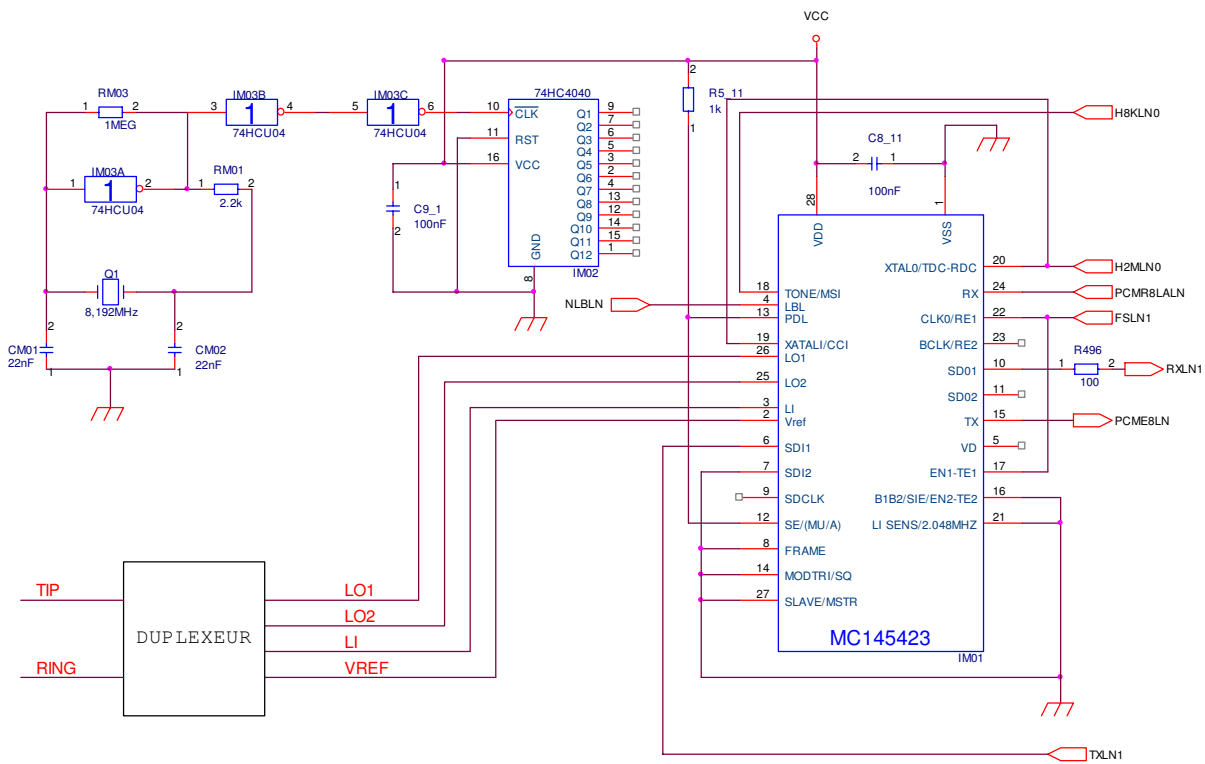 VCC
RM03
1 2
1MEG
IM03B
3 1 4
74HCU04
IM03C
5 1 6
74HCU04
IM03A
1 1 2
74HCU04
RM01
1 2
2.2k
Q1
8,192MHz
2
CM01
22nF
1
2
CM02
22nF
1
74HC4040
10 CLK
11 RST
16 VCC
GND
8
Q1 9
Q2 7
Q3 6
Q4 5
Q5 3
Q6 2
Q7 4
Q8 13
Q9 12
Q10 14
Q11 15
Q12 1
IM02
1
C9_1
100nF
2
2
R5_11
1k
1
C8_11
2 1
100nF
H8KLN0
H2MLN0
PCMR8LALN
FSLN1
NLBLN
28
VDD
1
VSS
18 TONE/MSI
4 LBL
13 PDL
19 XATALI/CCI
26 LO1
25 LO2
3 LI
2 Vref
6 SDI1
7 SDI2
9 SDCLK
12 SE/(MU/A)
8 FRAME
14 MODTRI/SQ
27 SLAVE/MSTR
XTAL0/TDC-RDC 20
RX 24
CLK0/RE1 22
BCLK/RE2 23
SD01 10
SD02 11
TX 15
VD 5
EN1-TE1 17
B1B2/SIE/EN2-TE2 16
LI SENS/2.048MHZ 21
MC145423
IM01
R496
1 2
100
RXLN1
PCME8LN
TIP
RING
DUPLEXEUR
LO1
LO2
LI
VREF
TXLN1